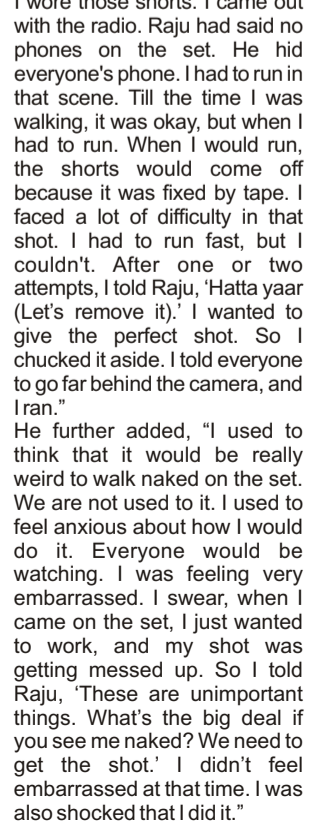 I wore those shorts. I came out
with the radio. Raju had said no
phones on the set. He hid
everyone's phone. I had to run in
that scene. Till the time I was
walking, it was okay, but when I
had to run. When I would run,
the shorts would come off
because it was fixed by tape. I
faced a lot of difficulty in that
shot. I had to run fast, but I
couldn't. After one or two
attempts, I told Raju, ‘Hatta yaar
(Let’s remove it).’ I wanted to
give the perfect shot. So I
chucked it aside. I told everyone
to go far behind the camera, and
I ran.”
He further added, “I used to
think that it would be really
weird to walk naked on the set.
We are not used to it. I used to
feel anxious about how I would
do it. Everyone would be
watching. I was feeling very
embarrassed. I swear, when I
came on the set, I just wanted
to work, and my shot was
getting messed up. So I told
Raju, ‘These are unimportant
things. What’s the big deal if
you see me naked? We need to
get the shot.’ I didn’t feel
embarrassed at that time. I was
also shocked that I did it.”